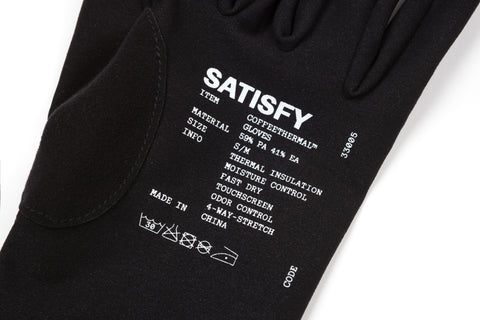 SATISFY
ITEM COFFEETHERMAL™
GLOVES
MATERIAL 59% PA 41% EA
SIZE S/M
INFO THERMAL INSULATION
MOISTURE CONTROL
FAST DRY
TOUCHSCREEN
ODOR CONTROL
4-WAY-STRETCH
MADE IN CHINA
30
CODE 33005